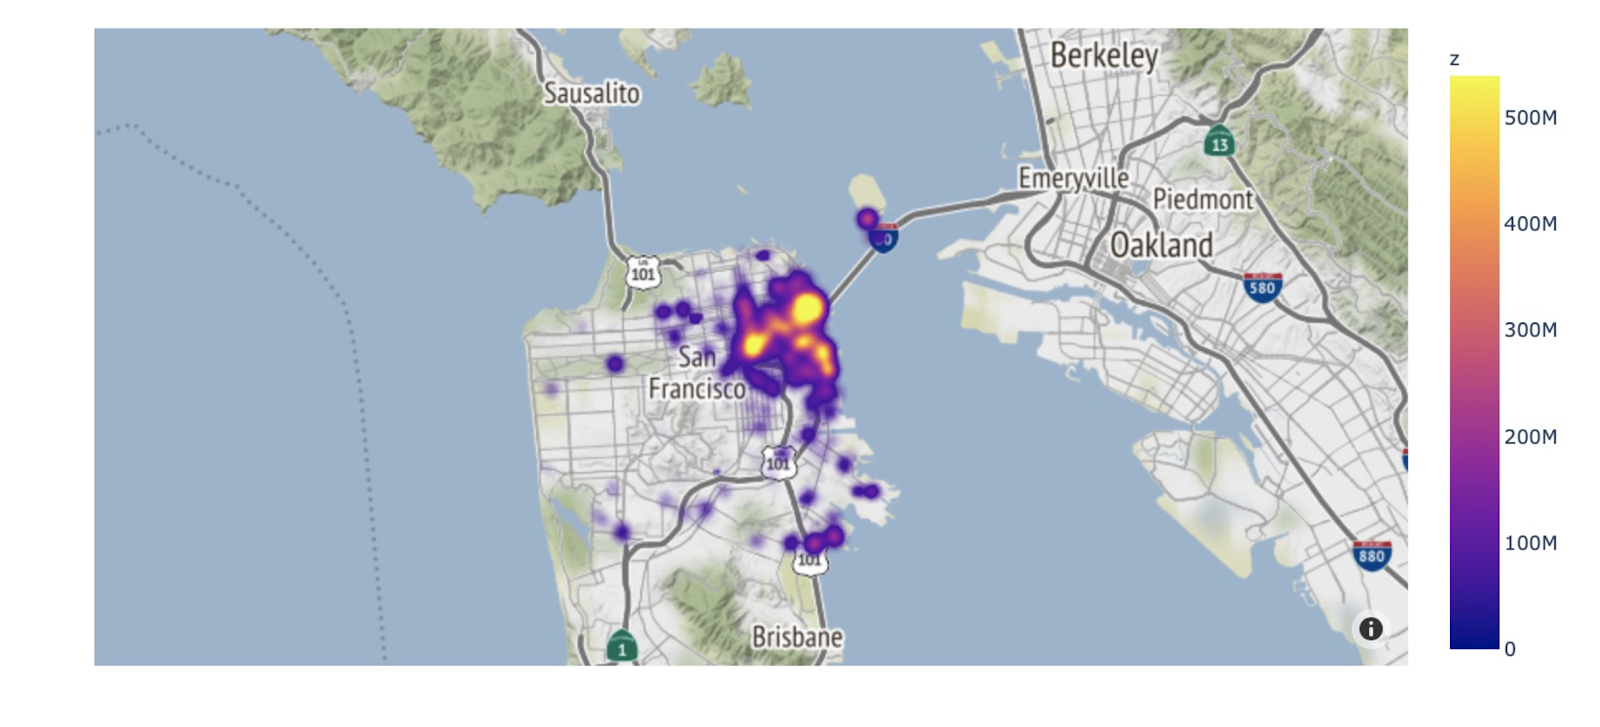 Berkeley
Sausalito
13
Emeryville
Piedmont
Oakland
101
580
San
Francisco
101
101
880
Brisbane
1
z
500M
400M
300M
200M
100M
0